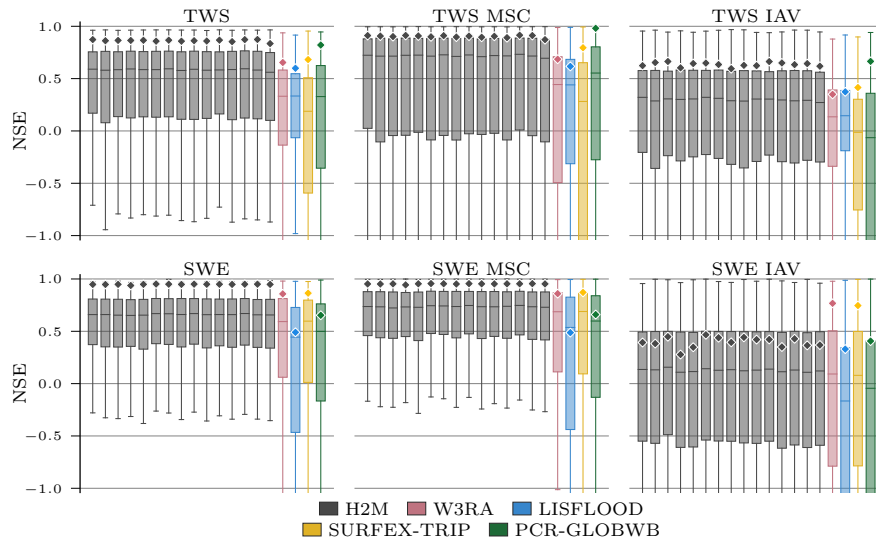 TWS
TWS MSC
TWS IAV
NSE
1.0
0.5
0.0
−0.5
−1.0
SWE
SWE MSC
SWE IAV
NSE
1.0
0.5
0.0
−0.5
−1.0
H2M W3RA LISFLOOD
SURFEX-TRIP PCR-GLOBWB